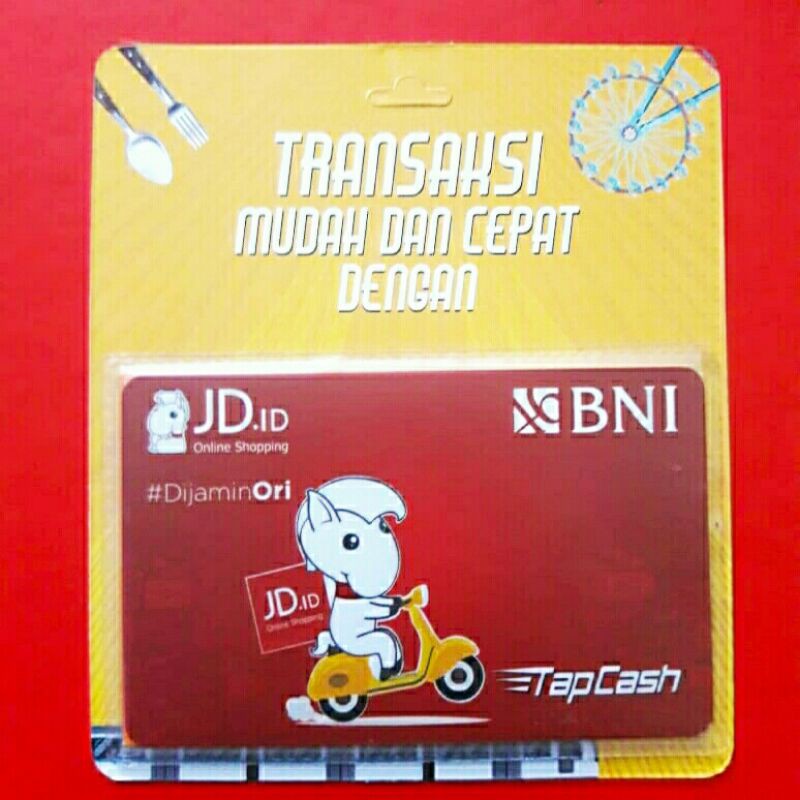 TRANSAKSI
MUDAH DAN CEPAT
DENGAN
JD.ID
Online Shopping
BNI
#DijaminOri
JD.ID
Online Shopping
TapCash